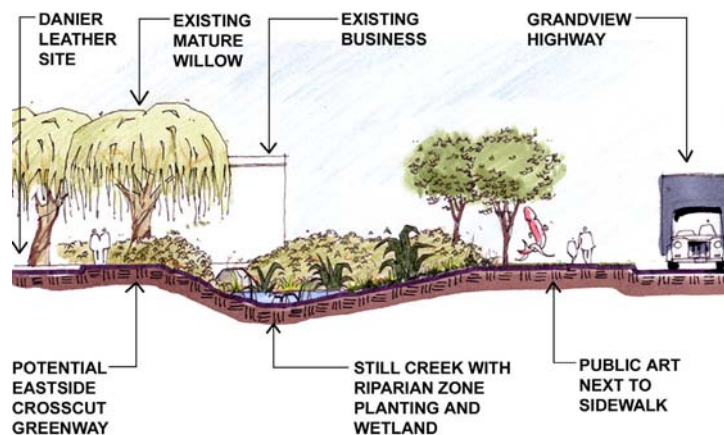 DANIER
LEATHER
SITE
EXISTING
MATURE
WILLOW
EXISTING
BUSINESS
GRANDVIEW
HIGHWAY
POTENTIAL
EASTSIDE
CROSSCUT
GREENWAY
STILL CREEK WITH
RIPARIAN ZONE
PLANTING AND
WETLAND
PUBLIC ART
NEXT TO
SIDEWALK